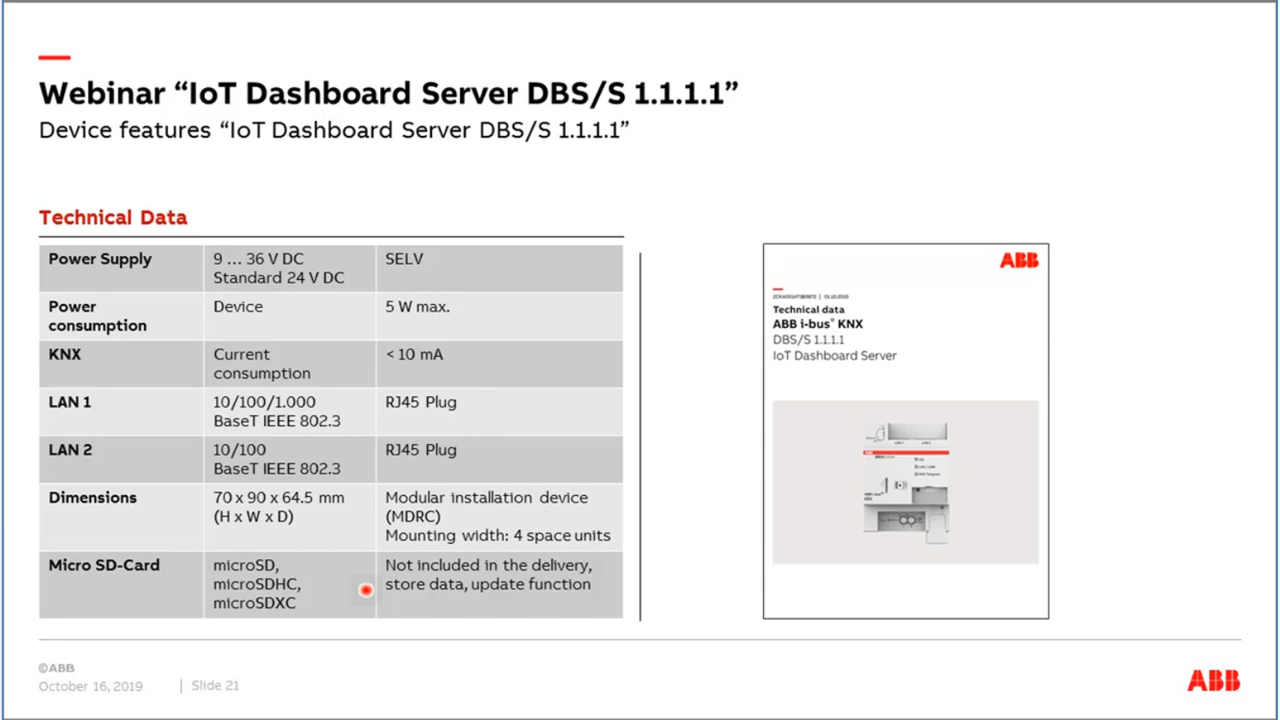 Webinar “IoT Dashboard Server DBS/S 1.1.1.1”
Device features “IoT Dashboard Server DBS/S 1.1.1.1”
Technical Data
Power Supply
9 ... 36 V DC
Standard 24 V DC
SELV
Power
consumption
Device
5 W max.
KNX
Current
consumption
< 10 mA
LAN 1
10/100/1.000
BaseT IEEE 802.3
RJ45 Plug
LAN 2
10/100
BaseT IEEE 802.3
RJ45 Plug
Dimensions
70 x 90 x 64.5 mm
(H x W x D)
Modular installation device
(MDRC)
Mounting width: 4 space units
Micro SD-Card
microSD,
microSDHC,
microSDXC
Not included in the delivery,
store data, update function
ABB
Technical data
ABB i-bus® KNX
DBS/S 1.1.1.1
IoT Dashboard Server
©ABB
October 16, 2019 | Slide 21
ABB